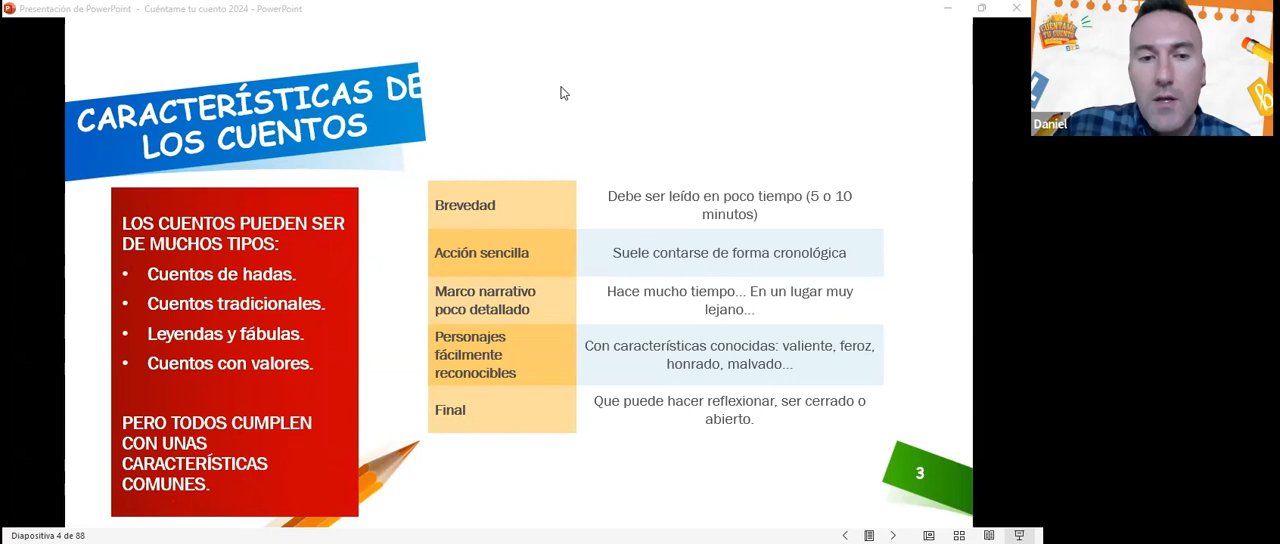 Presentación de PowerPoint - Cuéntame tu cuento 2024 - PowerPoint
CARACTERÍSTICAS DE
LOS CUENTOS
LOS CUENTOS PUEDEN SER
DE MUCHOS TIPOS:
• Cuentos de hadas.
• Cuentos tradicionales.
• Leyendas y fábulas.
• Cuentos con valores.
PERO TODOS CUMPLEN
CON UNAS
CARACTERÍSTICAS
COMUNES.
Brevedad
Debe ser leído en poco tiempo (5 o 10
minutos)
Acción sencilla
Suele contarse de forma cronológica
Marco narrativo
poco detallado
Hace mucho tiempo... En un lugar muy
lejano...
Personajes
fácilmente
reconocibles
Con características conocidas: valiente, feroz,
honrado, malvado...
Final
Que puede hacer reflexionar, ser cerrado o
abierto.
3
CUÉNTAME
TU CUENTO
Daniel
Diapositiva 4 de 88